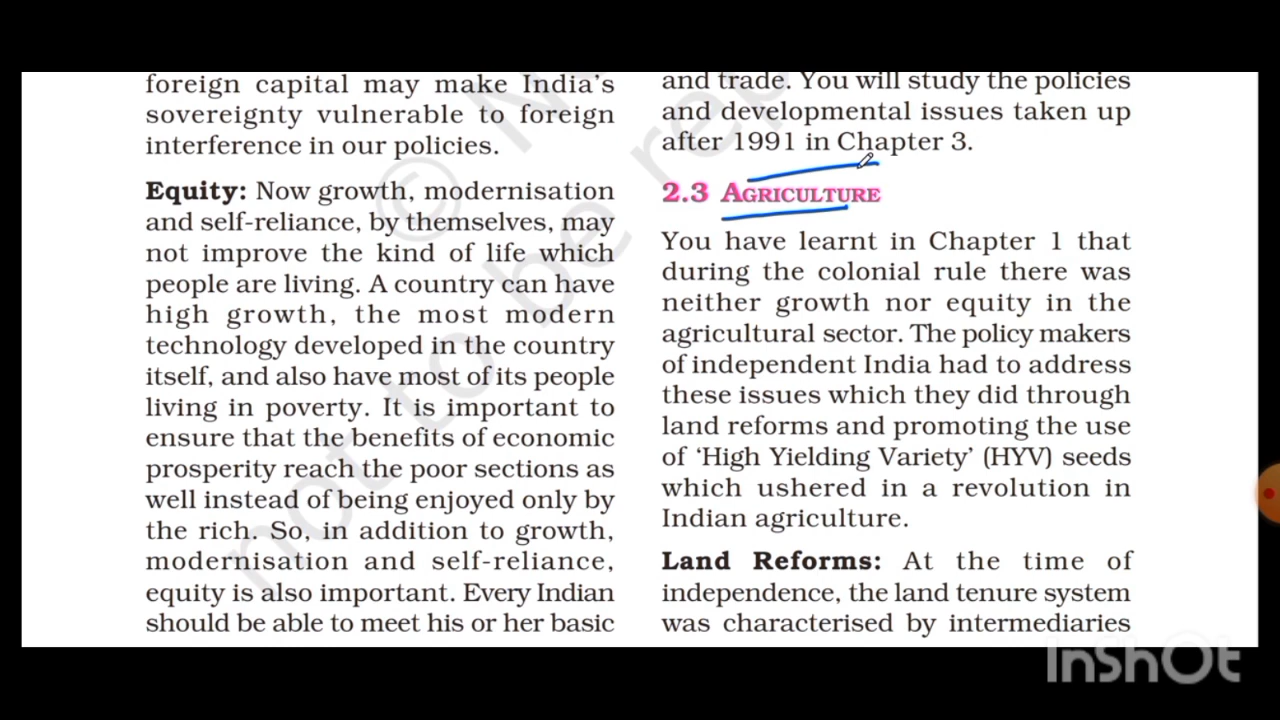 foreign capital may make India's
sovereignty vulnerable to foreign
interference in our policies.
Equity: Now growth, modernisation
and self-reliance, by themselves, may
not improve the kind of life which
people are living. A country can have
high growth, the most modern
technology developed in the country
itself, and also have most of its people
living in poverty. It is important to
ensure that the benefits of economic
prosperity reach the poor sections as
well instead of being enjoyed only by
the rich. So, in addition to growth,
modernisation and self-reliance,
equity is also important. Every Indian
should be able to meet his or her basic
and trade. You will study the policies
and developmental issues taken up
after 1991 in Chapter 3.
2.3 AGRICULTURE
You have learnt in Chapter 1 that
during the colonial rule there was
neither growth nor equity in the
agricultural sector. The policy makers
of independent India had to address
these issues which they did through
land reforms and promoting the use
of ‘High Yielding Variety’ (HYV) seeds
which ushered in a revolution in
Indian agriculture.
Land Reforms: At the time of
independence, the land tenure system
was characterised by intermediaries
© N
not to be rep
InShOt